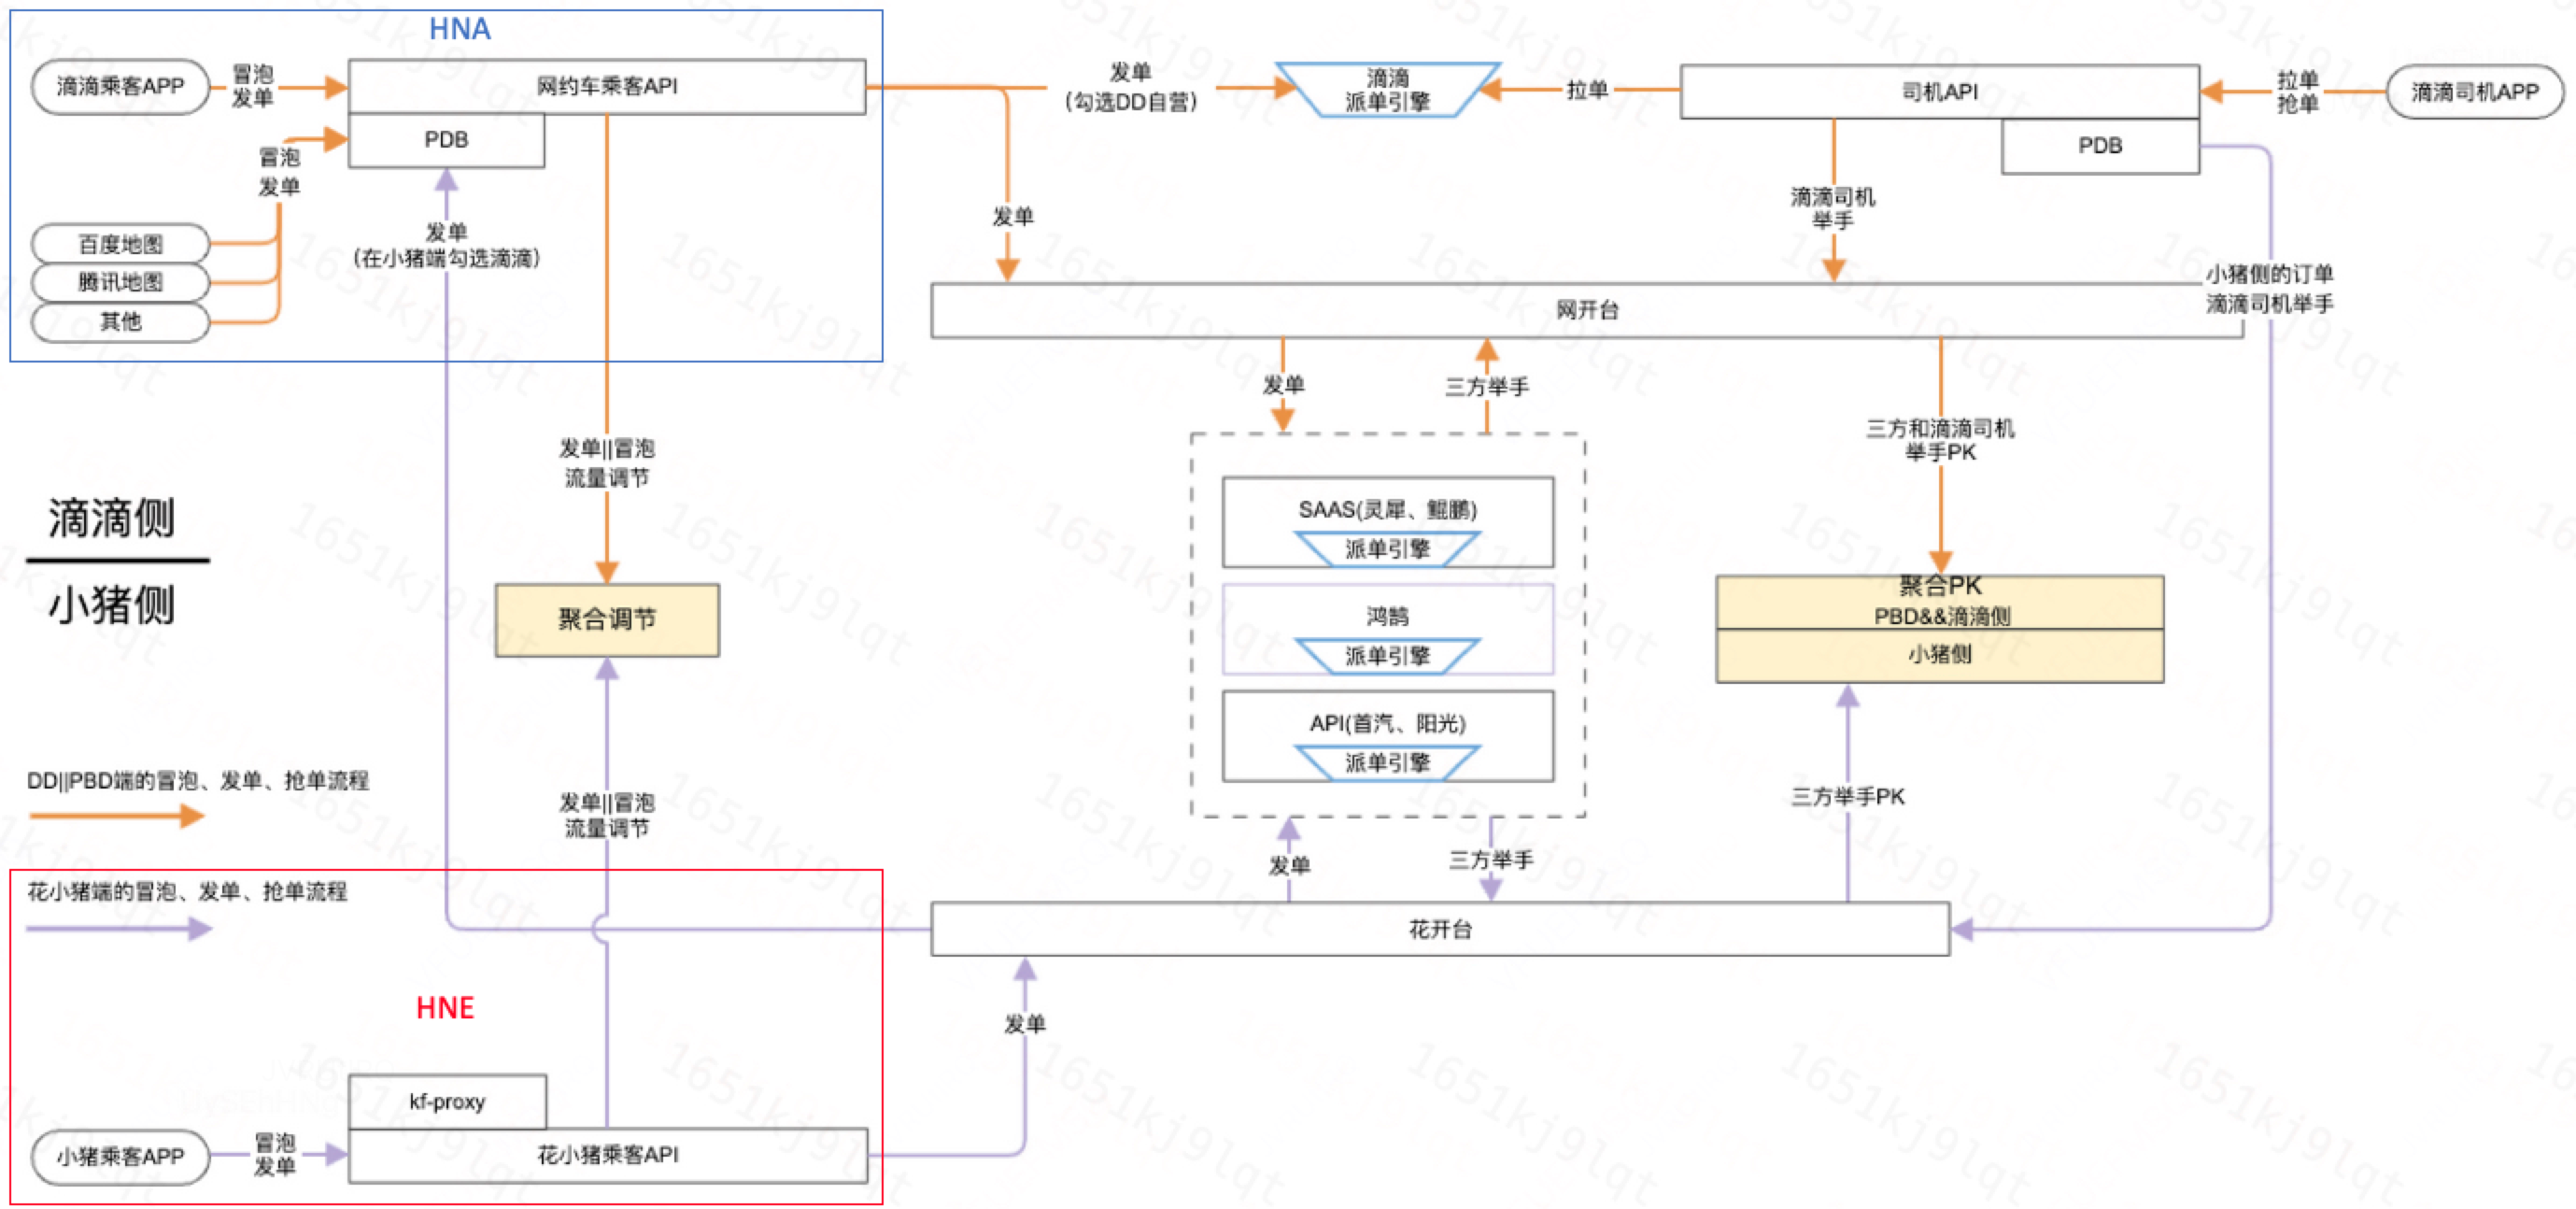 HNA
滴滴乘客APP
冒泡
发单
网约车乘客API
PDB
冒泡
发单
百度地图
腾讯地图
其他
发单
(在小猪端勾选滴滴)
发单
(勾选DD自营)
滴滴
派单引擎
拉单
司机API
PDB
拉单
抢单
滴滴司机APP
发单
滴滴司机
举手
小猪侧的订单
滴滴司机举手
网开台
发单
三方举手
三方和滴滴司机
举手PK
发单||冒泡
流量调节
滴滴侧
小猪侧
聚合调节
SAAS(灵犀、鲲鹏)
派单引擎
鸿鹄
派单引擎
API(首汽、阳光)
派单引擎
聚合PK
PBD&&滴滴侧
小猪侧
DD||PBD端的冒泡、发单、抢单流程
发单||冒泡
流量调节
三方举手PK
发单
三方举手
花小猪端的冒泡、发单、抢单流程
花开台
HNE
发单
kf-proxy
小猪乘客APP
冒泡
发单
花小猪乘客API
1651kj9lqt